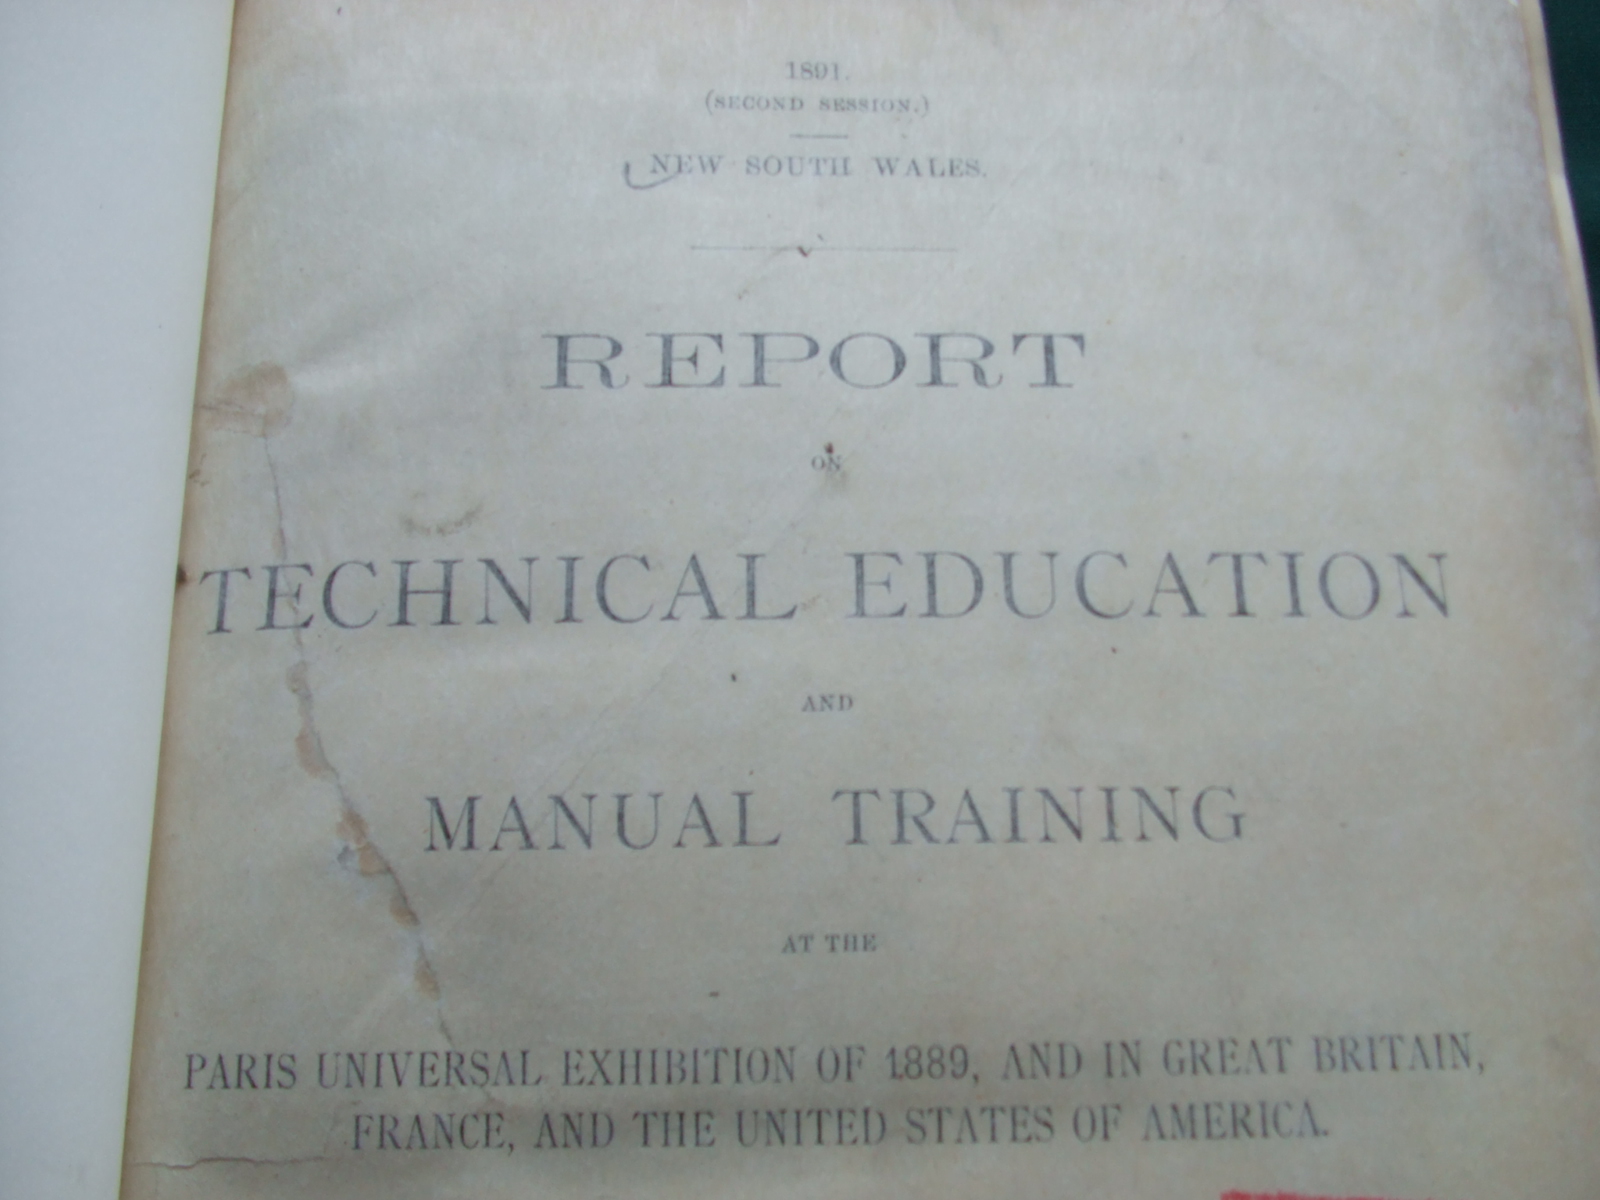 1891.
(SECOND SESSION.)
NEW SOUTH WALES.
REPORT
ON
TECHNICAL EDUCATION
AND
MANUAL TRAINING
AT THE
PARIS UNIVERSAL EXHIBITION OF 1889, AND IN GREAT BRITAIN,
FRANCE, AND THE UNITED STATES OF AMERICA.